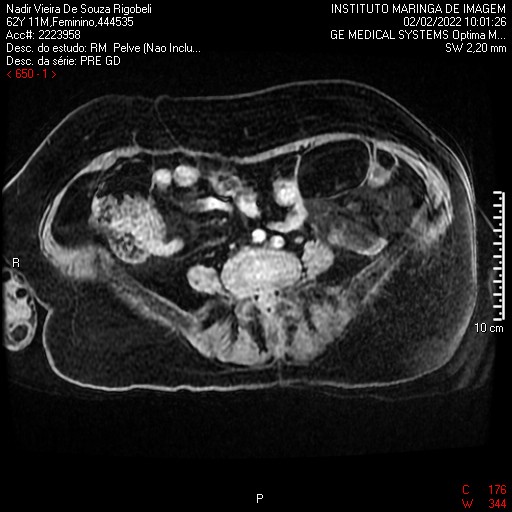 Nadir Vieira De Souza Rigobeli
62Y 11M,Feminino,444535
Acc#: 2223958
Desc. do estudo: RM Pelve (Nao Inclu...
Desc. da série: PRE GD
< 650 - 1 >
INSTITUTO MARINGA DE IMAGEM
02/02/2022 10:01:26
GE MEDICAL SYSTEMS Optima M...
SW 2,20 mm
R
10 cm
P
C 176
W 344